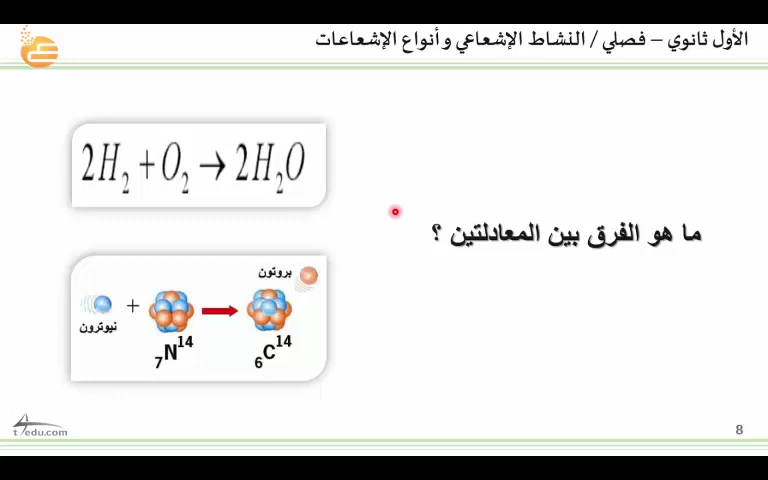 الأول ثانوي – فصلي / النشاط الإشعاعي وأنواع الإشعاعات
2H₂ + O₂ → 2H₂O
ما هو الفرق بين المعادلتين ؟
بروتون
+
نيوترون
₇N¹⁴
₆C¹⁴
t4edu.com
8